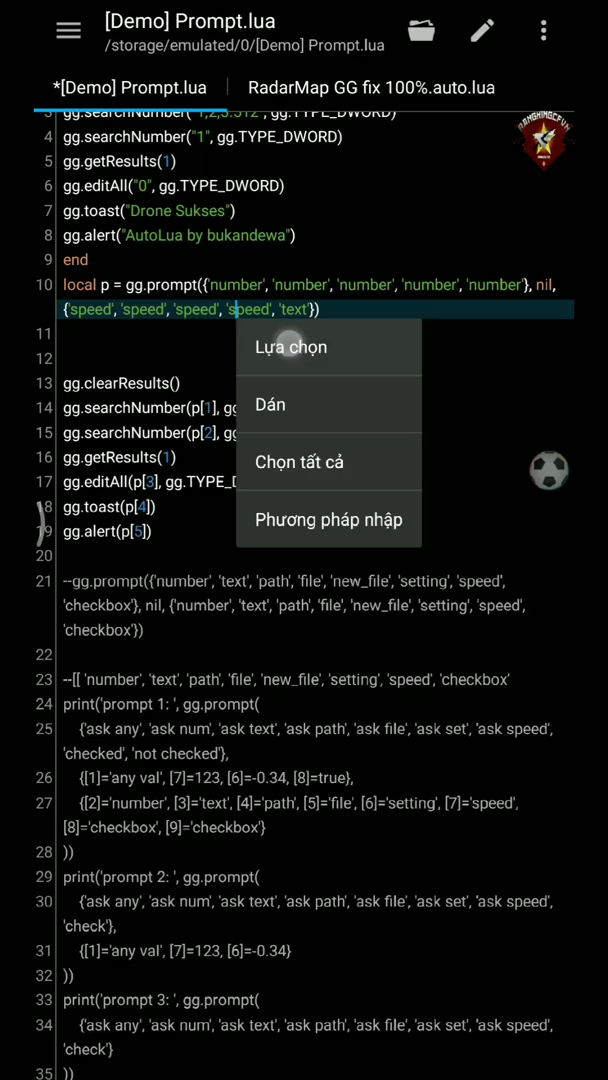 [Demo] Prompt.lua
/storage/emulated/0/[Demo] Prompt.lua
*[Demo] Prompt.lua
RadarMap GG fix 100%.auto.lua
3 gg.searchNumber("1,2,3:512", gg.TYPE_DWORD)
4 gg.searchNumber("1", gg.TYPE_DWORD)
5 gg.getResults(1)
6 gg.editAll("0", gg.TYPE_DWORD)
7 gg.toast("Drone Sukses")
8 gg.alert("AutoLua by bukandewa")
9 end
10 local p = gg.prompt({'number', 'number', 'number', 'number', 'number'}, nil,
{'speed', 'speed', 'speed', 'speed', 'text'})
11
Lựa chọn
12
13 gg.clearResults()
14 gg.searchNumber(p[1], gg
Dán
15 gg.searchNumber(p[2], gg
16 gg.getResults(1)
Chọn tất cả
17 gg.editAll(p[3], gg.TYPE_D
18 gg.toast(p[4])
Phương pháp nhập
19 gg.alert(p[5])
20
21 --gg.prompt({'number', 'text', 'path', 'file', 'new_file', 'setting', 'speed',
'checkbox'}, nil, {'number', 'text', 'path', 'file', 'new_file', 'setting', 'speed',
'checkbox'})
22
23 --[[ 'number', 'text', 'path', 'file', 'new_file', 'setting', 'speed', 'checkbox'
24 print('prompt 1: ', gg.prompt(
25 {'ask any', 'ask num', 'ask text', 'ask path', 'ask file', 'ask set', 'ask speed',
'checked', 'not checked'},
26 {[1]='any val', [7]=123, [6]=-0.34, [8]=true},
27 {[2]='number', [3]='text', [4]='path', [5]='file', [6]='setting', [7]='speed',
[8]='checkbox', [9]='checkbox'}
28 ))
29 print('prompt 2: ', gg.prompt(
30 {'ask any', 'ask num', 'ask text', 'ask path', 'ask file', 'ask set', 'ask speed',
'check'},
31 {[1]='any val', [7]=123, [6]=-0.34}
32 ))
33 print('prompt 3: ', gg.prompt(
34 {'ask any', 'ask num', 'ask text', 'ask path', 'ask file', 'ask set', 'ask speed',
'check'}
35 ))